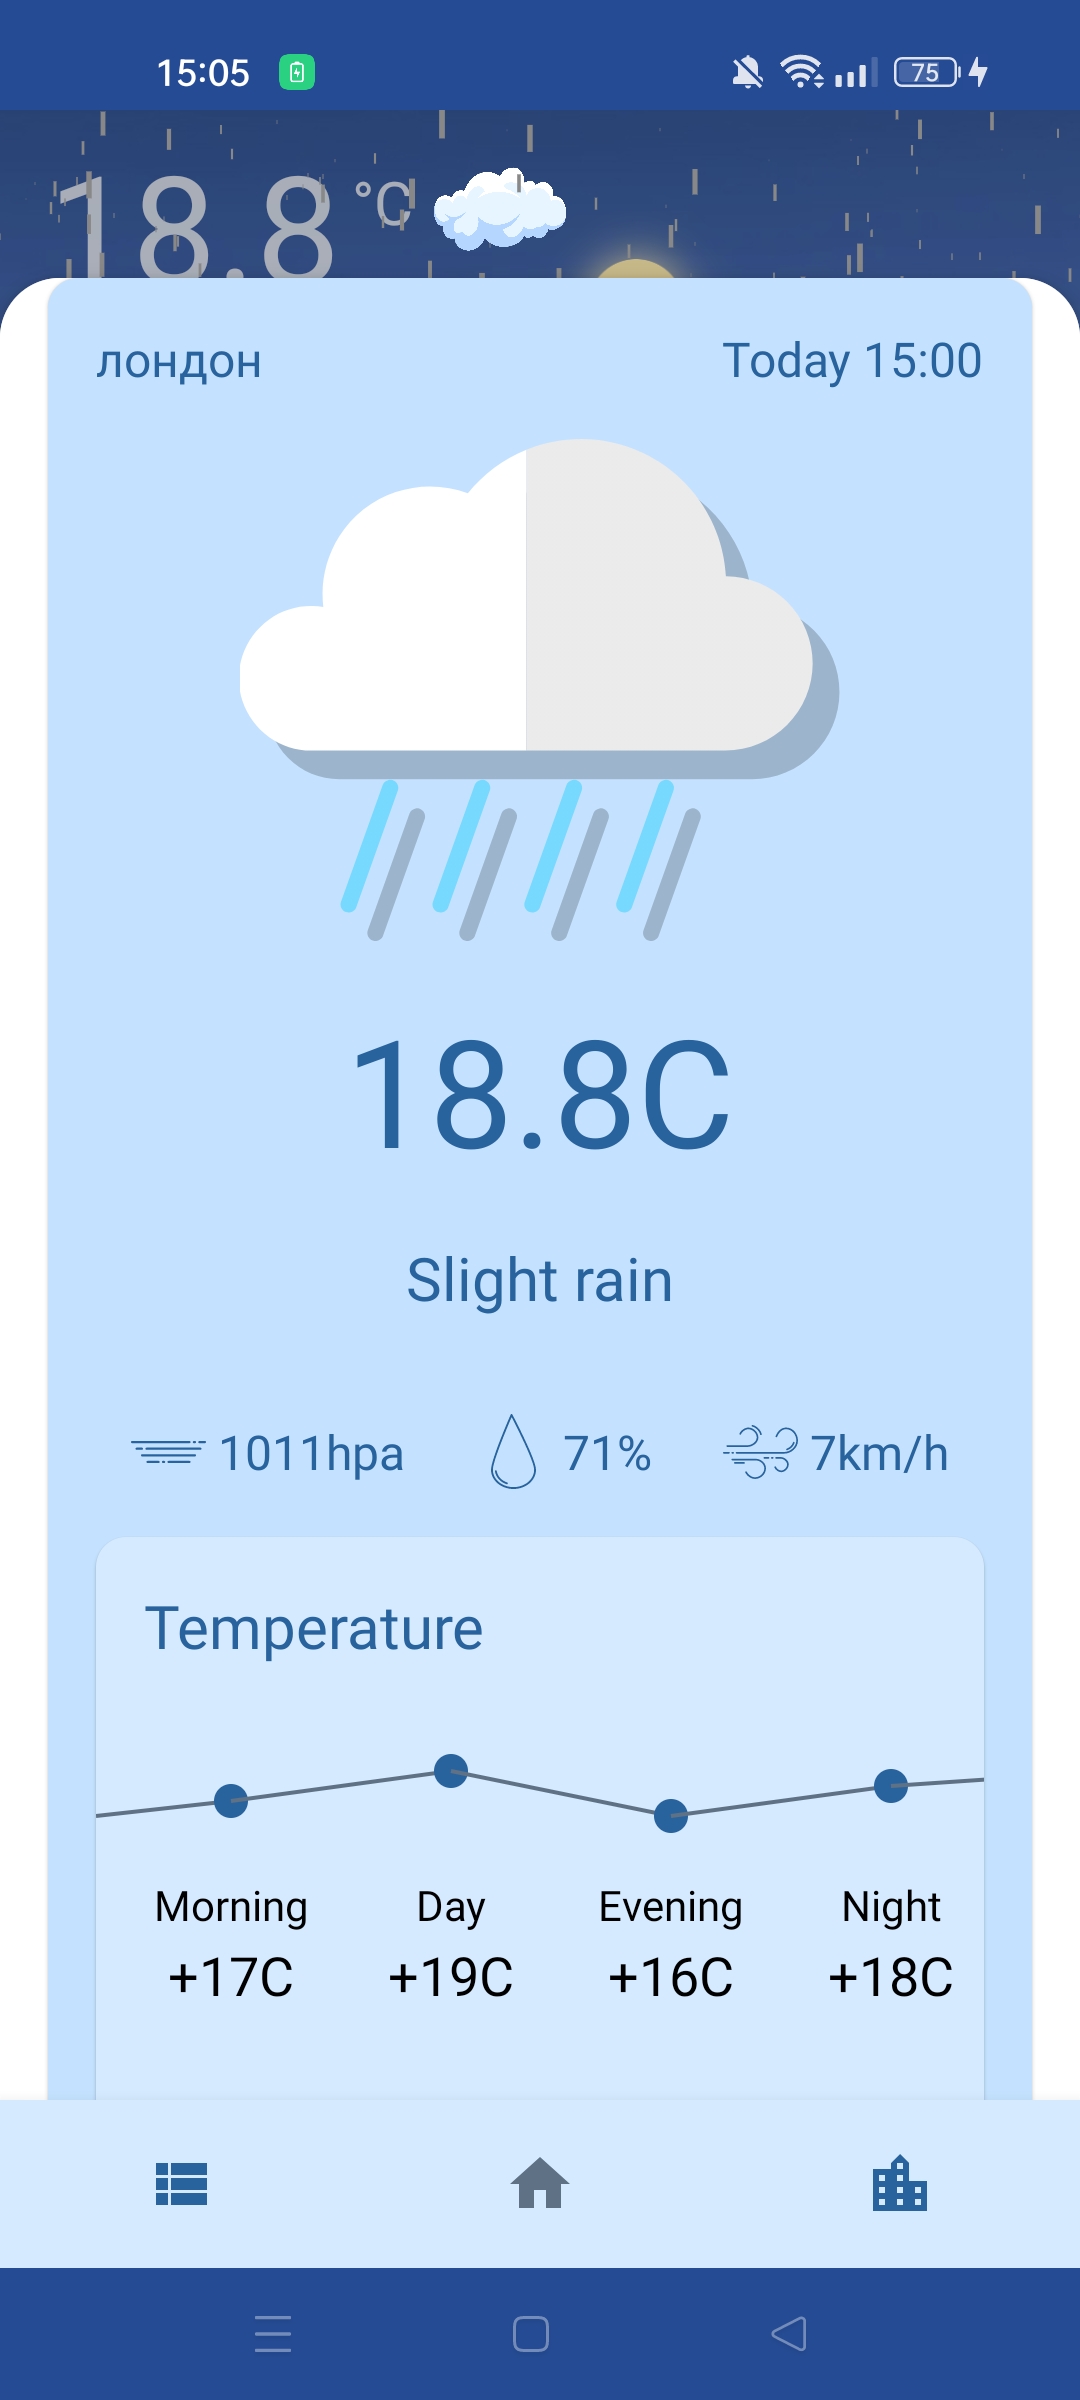 15:05
75
18.8 °C
лондон
Today 15:00
18.8C
Slight rain
1011hpa 71% 7km/h
Temperature
Morning Day Evening Night
+17C +19C +16C +18C